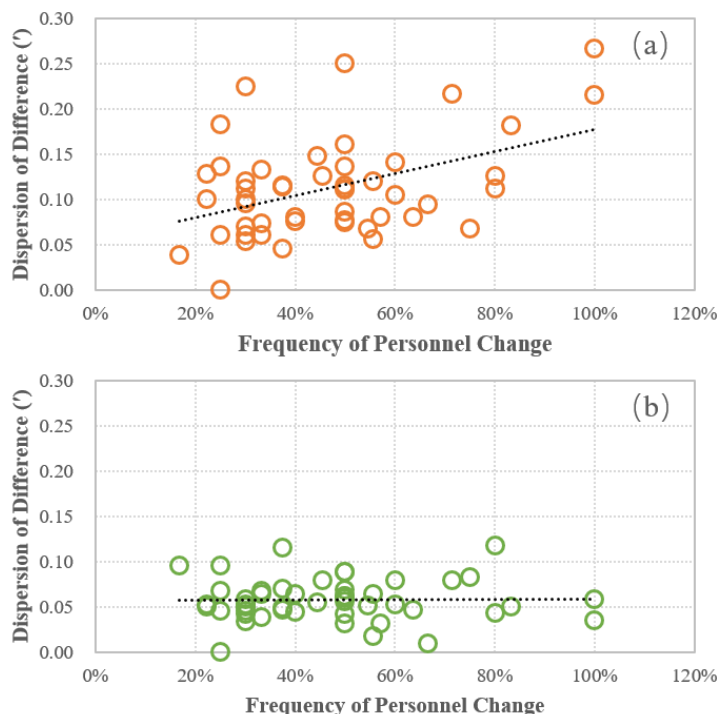 (a)
Dispersion of Difference (′)
0.30
0.25
0.20
0.15
0.10
0.05
0.00
0% 20% 40% 60% 80% 100% 120%
Frequency of Personnel Change
(b)
Dispersion of Difference (′)
0.30
0.25
0.20
0.15
0.10
0.05
0.00
0% 20% 40% 60% 80% 100% 120%
Frequency of Personnel Change